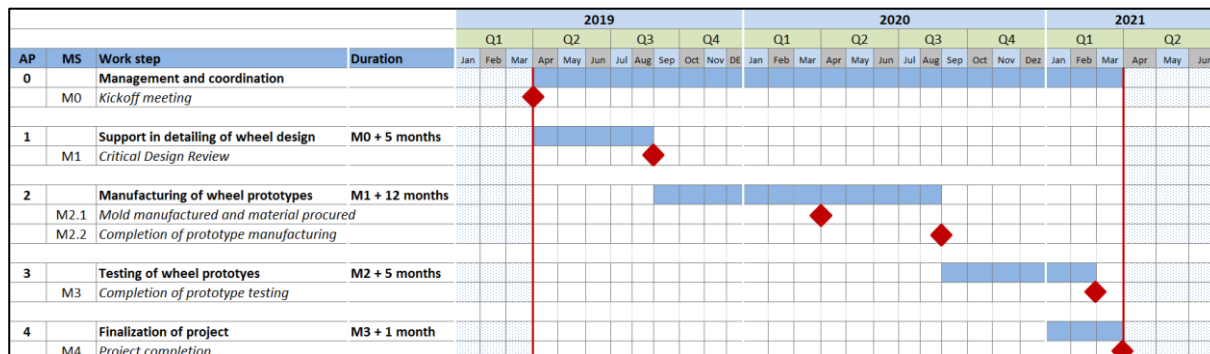 2019 2020 2021
Q1 Q2 Q3 Q4 Q1 Q2 Q3 Q4 Q1 Q2
AP MS Work step Duration Jan Feb Mar Apr May Jun Jul Aug Sep Oct Nov DE Jan Feb Mar Apr May Jun Jul Aug Sep Oct Nov Dez Jan Feb Mar Apr May Jun
0 Management and coordination
M0 Kickoff meeting
1 Support in detailing of wheel design M0 + 5 months
M1 Critical Design Review
2 Manufacturing of wheel prototypes M1 + 12 months
M2.1 Mold manufactured and material procured
M2.2 Completion of prototype manufacturing
3 Testing of wheel prototyes M2 + 5 months
M3 Completion of prototype testing
4 Finalization of project M3 + 1 month
M4 Project completion